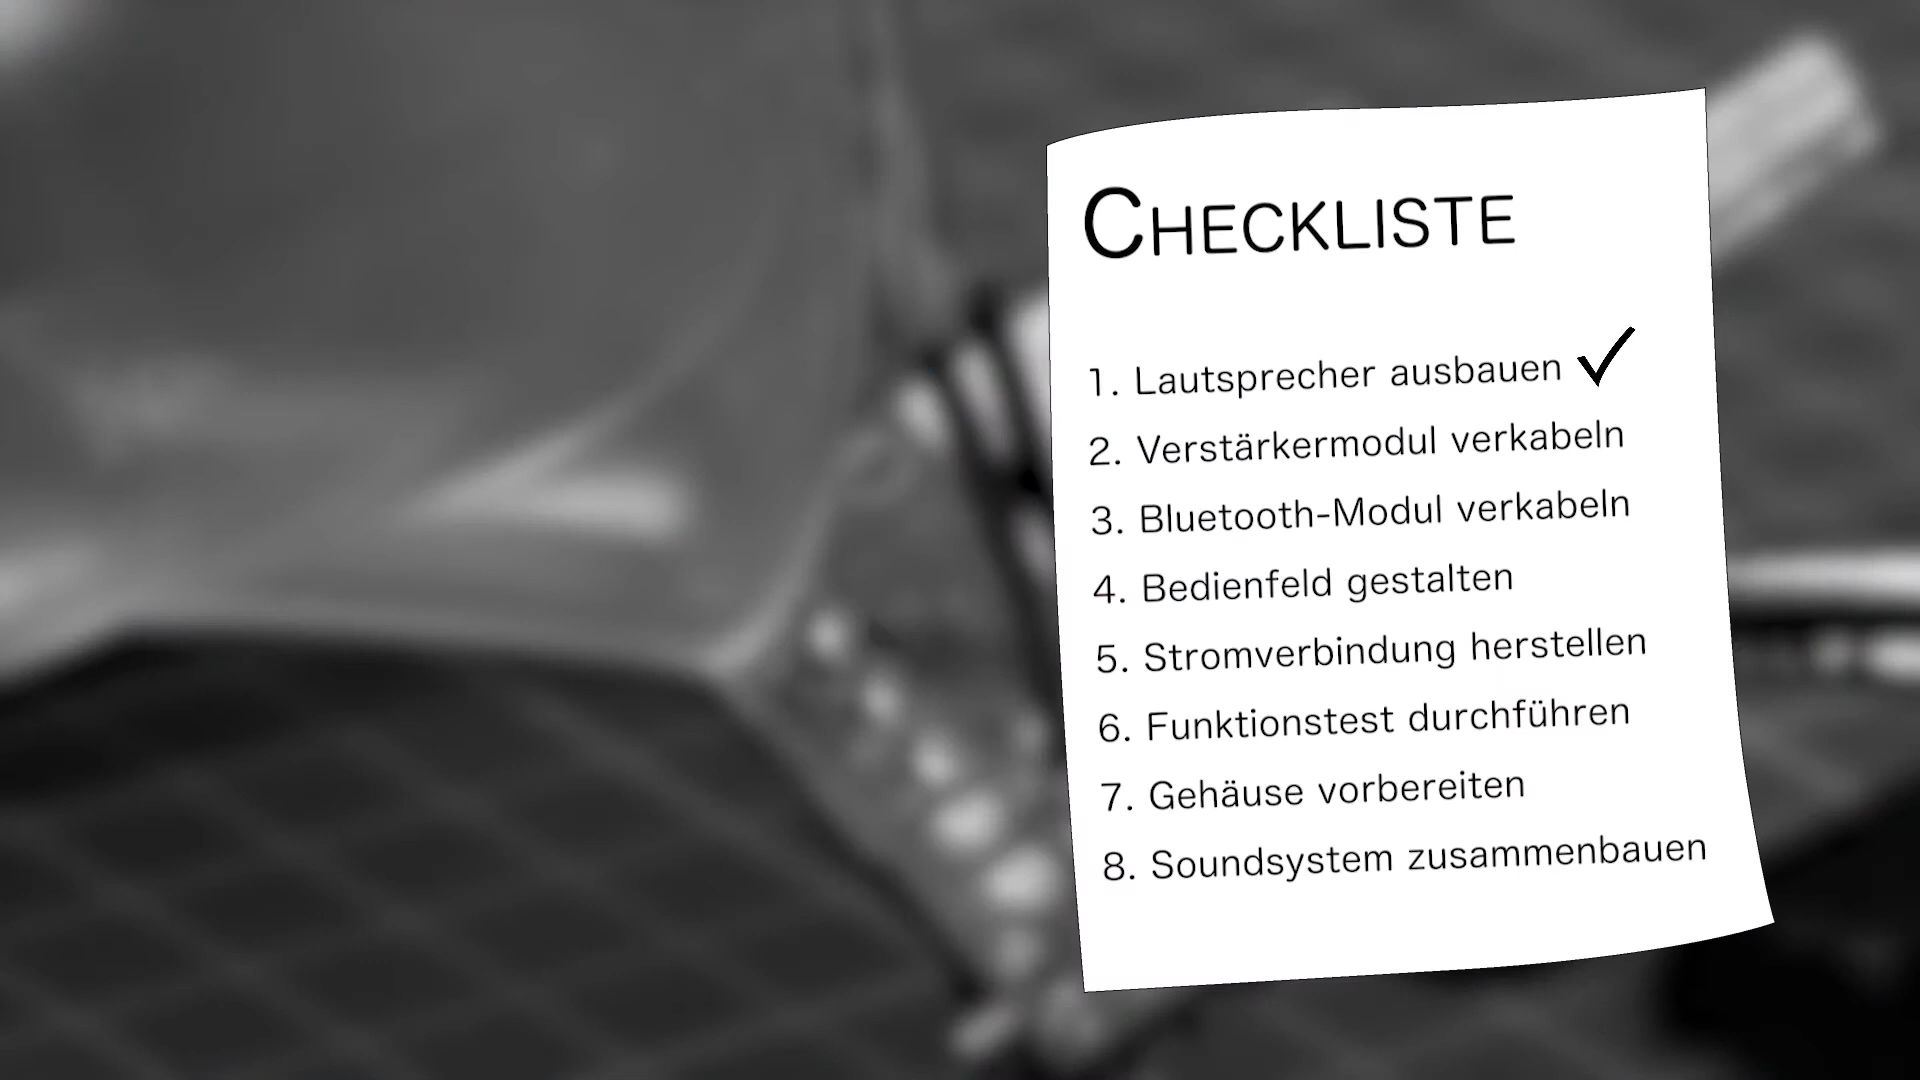 Checkliste
1. Lautsprecher ausbauen ✓
2. Verstärkermodul verkabeln
3. Bluetooth-Modul verkabeln
4. Bedienfeld gestalten
5. Stromverbindung herstellen
6. Funktionstest durchführen
7. Gehäuse vorbereiten
8. Soundsystem zusammenbauen